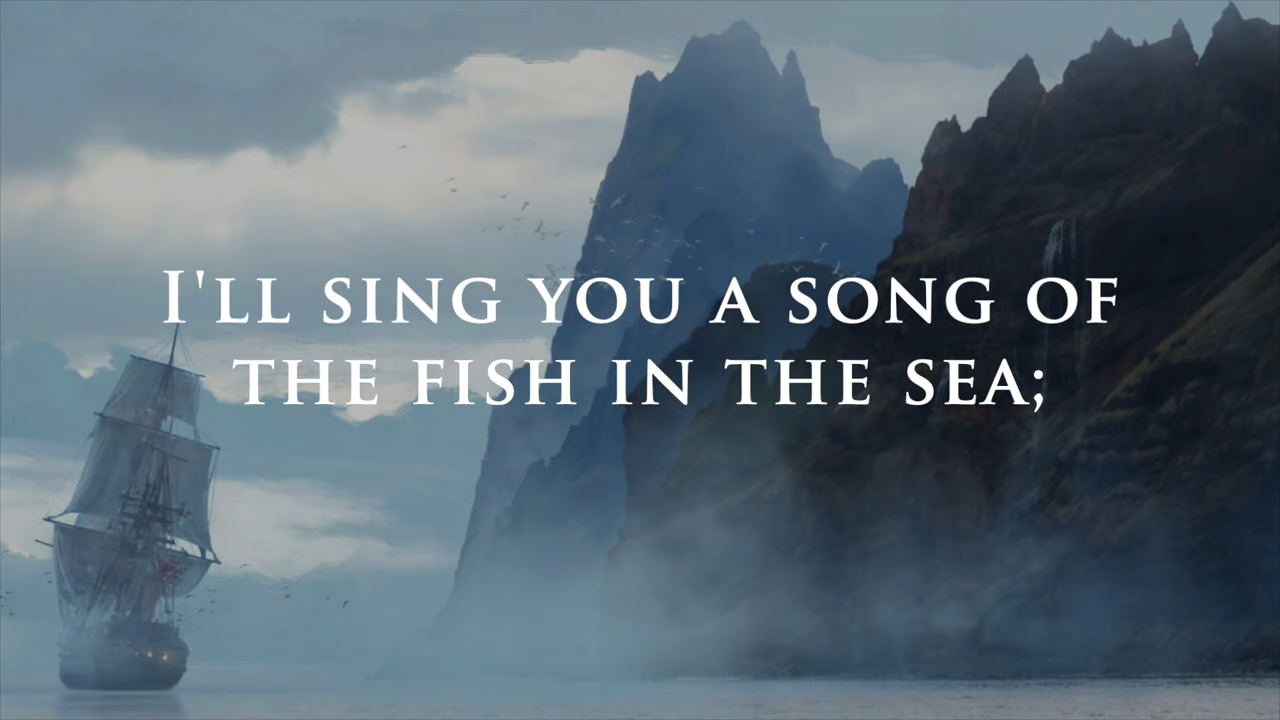 I'LL SING YOU A SONG OF
THE FISH IN THE SEA;